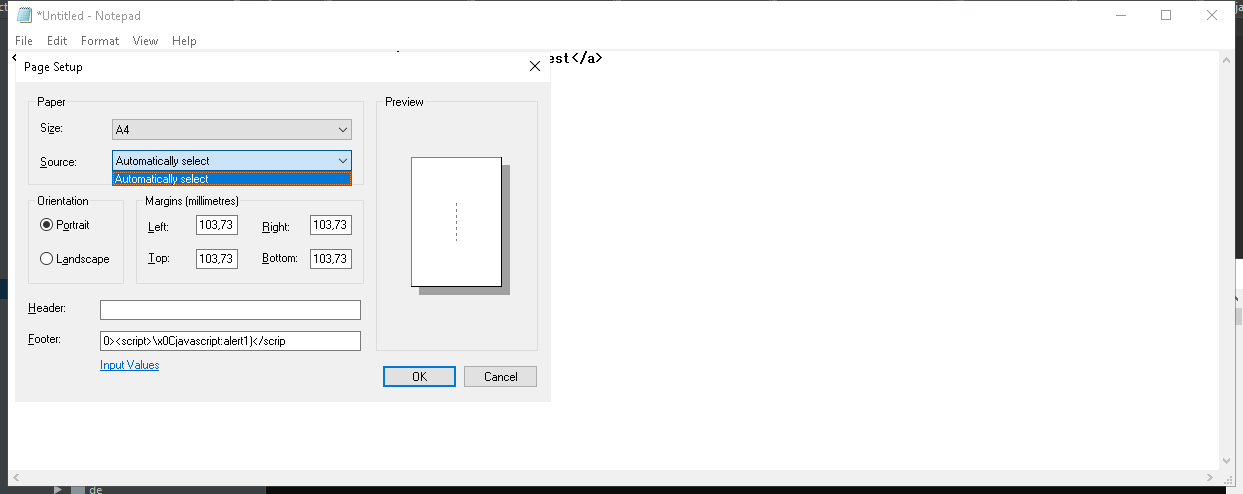 *Untitled - Notepad
File Edit Format View Help
est</a>
Page Setup
Paper
Size: A4
Source: Automatically select
Automatically select
Preview
Orientation
Portrait
Landscape
Margins (millimetres)
Left: 103,73 Right: 103,73
Top: 103,73 Bottom: 103,73
Header:
Footer: 0><script>\x0Cjavascript:alert1)</scrip
Input Values
OK Cancel
de